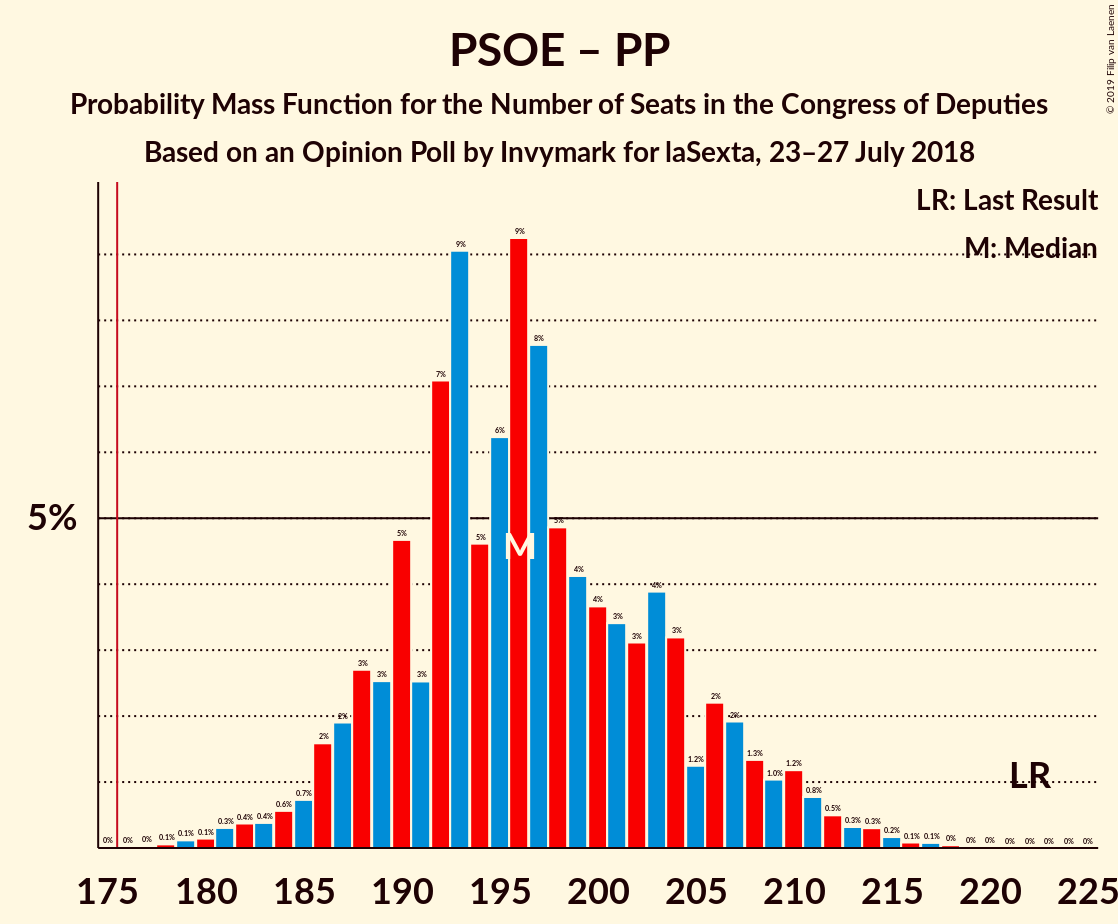 PSOE – PP
Probability Mass Function for the Number of Seats in the Congress of Deputies
Based on an Opinion Poll by Invymark for laSexta, 23–27 July 2018
© 2019 Filip van Laenen
LR: Last Result
M: Median
5%
0% 0% 0% 0.1% 0.1% 0.1% 0.3% 0.4% 0.4% 0.6% 0.7% 2% 2% 3% 3% 5% 3% 7% 9% 5% 6% 9% 8% 5% 4% 4% 3% 3% 4% 3% 1.2% 2% 2% 1.3% 1.0% 1.2% 0.8% 0.5% 0.3% 0.3% 0.2% 0.1% 0.1% 0% 0% 0% 0% 0% 0% 0% 0%
M
LR
175 180 185 190 195 200 205 210 215 220 225